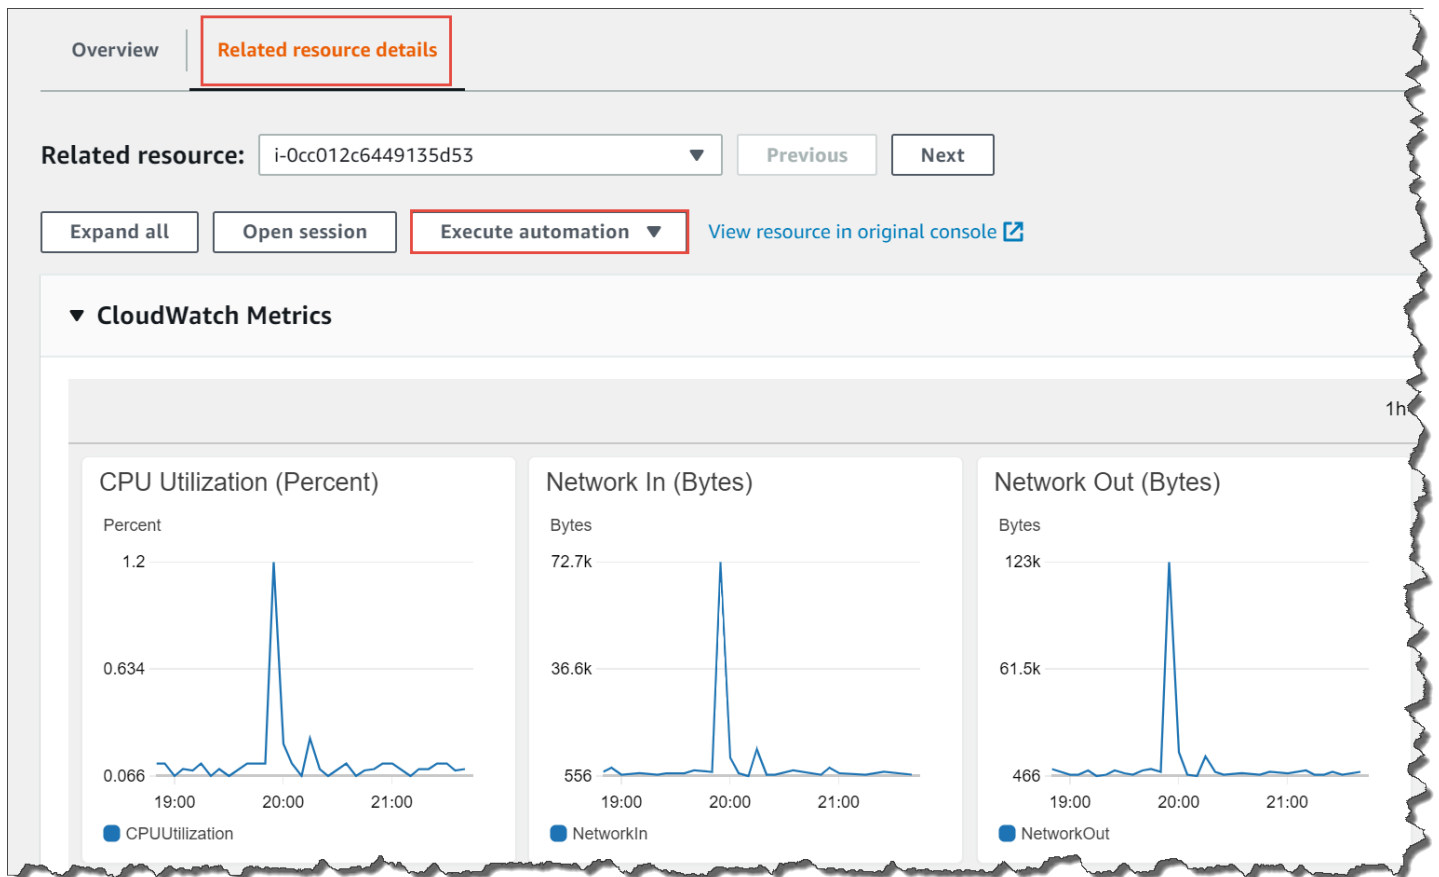 Overview
Related resource details
Related resource: i-0cc012c6449135d53 Previous Next
Expand all Open session Execute automation View resource in original console
CloudWatch Metrics
1h
CPU Utilization (Percent)
Percent
1.2
0.634
0.066
19:00 20:00 21:00
CPUUtilization
Network In (Bytes)
Bytes
72.7k
36.6k
556
19:00 20:00 21:00
NetworkIn
Network Out (Bytes)
Bytes
123k
61.5k
466
19:00 20:00 21:00
NetworkOut